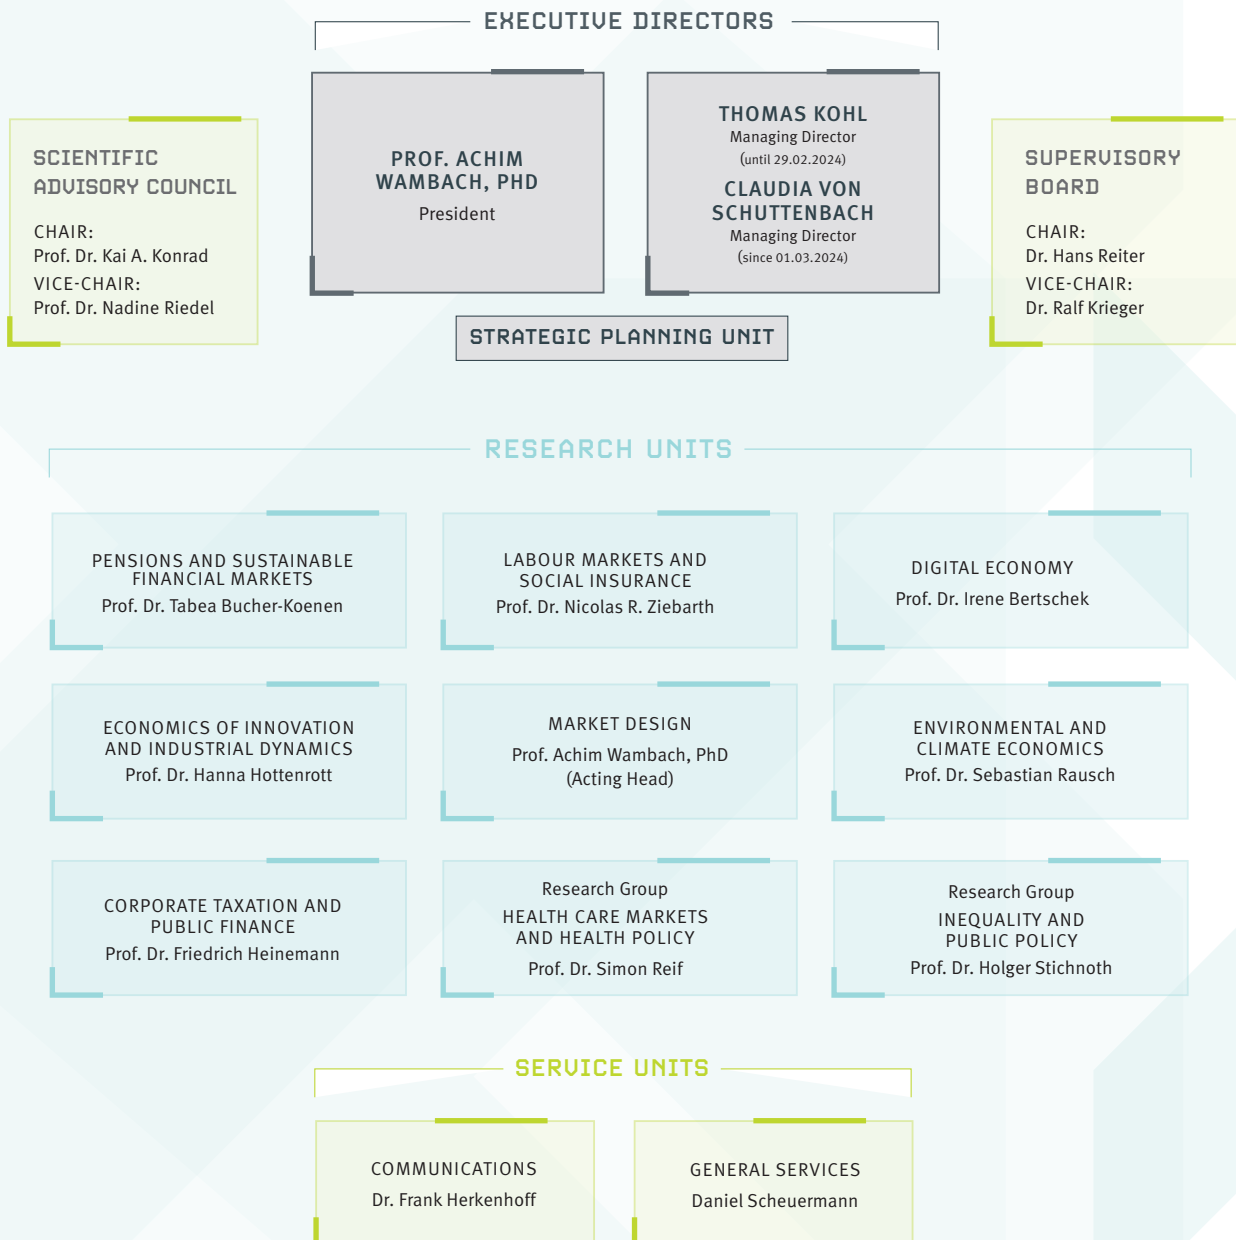 EXECUTIVE DIRECTORS
PROF. ACHIM
WAMBACH, PHD
President
THOMAS KOHL
Managing Director
(until 29.02.2024)
CLAUDIA VON
SCHUTTENBACH
Managing Director
(since 01.03.2024)
SCIENTIFIC
ADVISORY COUNCIL
CHAIR:
Prof. Dr. Kai A. Konrad
VICE-CHAIR:
Prof. Dr. Nadine Riedel
SUPERVISORY
BOARD
CHAIR:
Dr. Hans Reiter
VICE-CHAIR:
Dr. Ralf Krieger
STRATEGIC PLANNING UNIT
RESEARCH UNITS
PENSIONS AND SUSTAINABLE
FINANCIAL MARKETS
Prof. Dr. Tabea Bucher-Koenen
LABOUR MARKETS AND
SOCIAL INSURANCE
Prof. Dr. Nicolas R. Ziebarth
DIGITAL ECONOMY
Prof. Dr. Irene Bertschek
ECONOMICS OF INNOVATION
AND INDUSTRIAL DYNAMICS
Prof. Dr. Hanna Hottenrott
MARKET DESIGN
Prof. Achim Wambach, PhD
(Acting Head)
ENVIRONMENTAL AND
CLIMATE ECONOMICS
Prof. Dr. Sebastian Rausch
CORPORATE TAXATION AND
PUBLIC FINANCE
Prof. Dr. Friedrich Heinemann
Research Group
HEALTH CARE MARKETS
AND HEALTH POLICY
Prof. Dr. Simon Reif
Research Group
INEQUALITY AND
PUBLIC POLICY
Prof. Dr. Holger Stichnoth
SERVICE UNITS
COMMUNICATIONS
Dr. Frank Herkenhoff
GENERAL SERVICES
Daniel Scheuermann